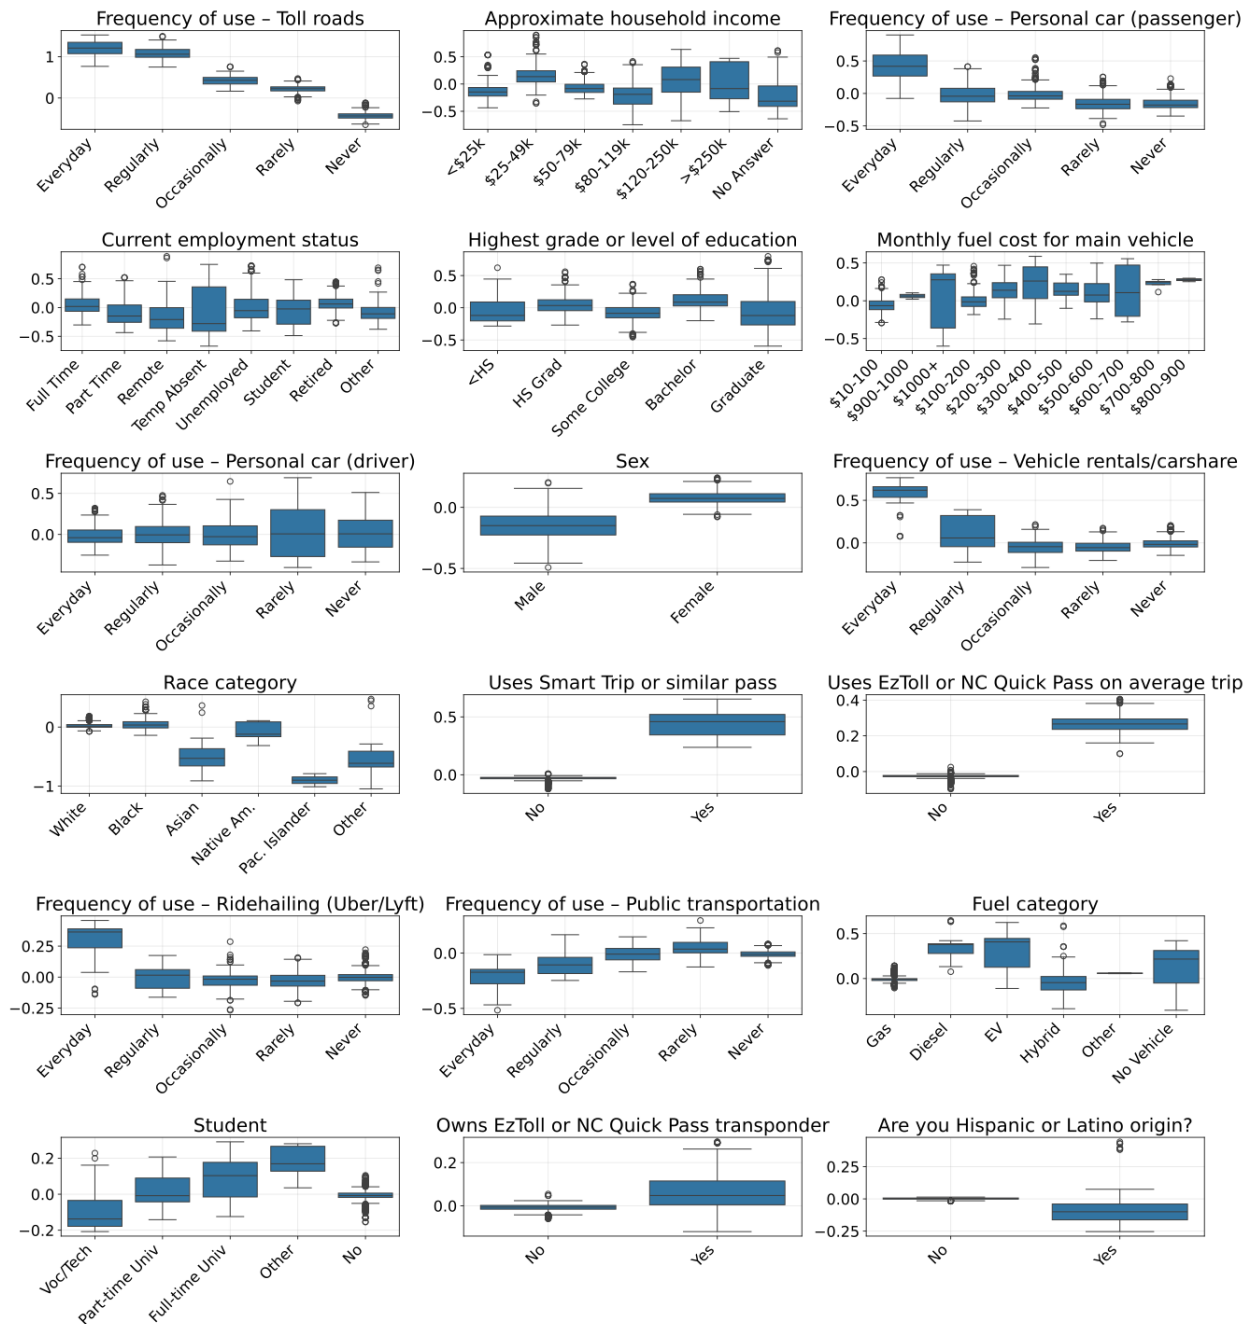 Frequency of use – Toll roads
1
0
Everyday
Regularly
Occasionally
Rarely
Never
Approximate household income
0.5
0.0
−0.5
<$25k
$25-49k
$50-79k
$80-119k
$120-250k
>$250k
No Answer
Frequency of use – Personal car (passenger)
0.5
0.0
−0.5
Everyday
Regularly
Occasionally
Rarely
Never
Current employment status
0.5
0.0
−0.5
Full Time
Part Time
Remote
Temp Absent
Unemployed
Student
Retired
Other
Highest grade or level of education
0.5
0.0
−0.5
<HS
HS Grad
Some College
Bachelor
Graduate
Monthly fuel cost for main vehicle
0.5
0.0
−0.5
$10-100
$900-1000
$1000+
$100-200
$200-300
$300-400
$400-500
$500-600
$600-700
$700-800
$800-900
Frequency of use – Personal car (driver)
0.5
0.0
Everyday
Regularly
Occasionally
Rarely
Never
Sex
0.0
−0.5
Male
Female
Frequency of use – Vehicle rentals/carshare
0.5
0.0
Everyday
Regularly
Occasionally
Rarely
Never
Race category
0
−1
White
Black
Asian
Native Am.
Pac. Islander
Other
Uses Smart Trip or similar pass
0.5
0.0
No
Yes
Uses EzToll or NC Quick Pass on average trip
0.4
0.2
0.0
No
Yes
Frequency of use – Ridehailing (Uber/Lyft)
0.25
0.00
−0.25
Everyday
Regularly
Occasionally
Rarely
Never
Frequency of use – Public transportation
0.0
−0.5
Everyday
Regularly
Occasionally
Rarely
Never
Fuel category
0.5
0.0
Gas
Diesel
EV
Hybrid
Other
No Vehicle
Student
0.2
0.0
−0.2
Voc/Tech
Part-time Univ
Full-time Univ
Other
No
Owns EzToll or NC Quick Pass transponder
0.2
0.0
No
Yes
Are you Hispanic or Latino origin?
0.25
0.00
−0.25
No
Yes